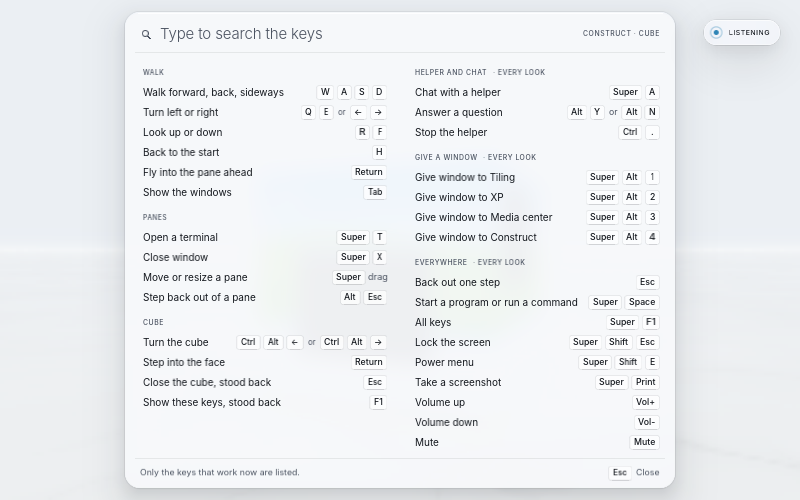 Type to search the keys
CONSTRUCT · CUBE
LISTENING
WALK
Walk forward, back, sideways W A S D
Turn left or right Q E or ← →
Look up or down R F
Back to the start H
Fly into the pane ahead Return
Show the windows Tab
PANES
Open a terminal Super T
Close window Super X
Move or resize a pane Super drag
Step back out of a pane Alt Esc
CUBE
Turn the cube Ctrl Alt ← or Ctrl Alt →
Step into the face Return
Close the cube, stood back Esc
Show these keys, stood back F1
HELPER AND CHAT · EVERY LOOK
Chat with a helper Super A
Answer a question Alt Y or Alt N
Stop the helper Ctrl .
GIVE A WINDOW · EVERY LOOK
Give window to Tiling Super Alt 1
Give window to XP Super Alt 2
Give window to Media center Super Alt 3
Give window to Construct Super Alt 4
EVERYWHERE · EVERY LOOK
Back out one step Esc
Start a program or run a command Super Space
All keys Super F1
Lock the screen Super Shift Esc
Power menu Super Shift E
Take a screenshot Super Print
Volume up Vol+
Volume down Vol-
Mute Mute
Only the keys that work now are listed.
Esc Close